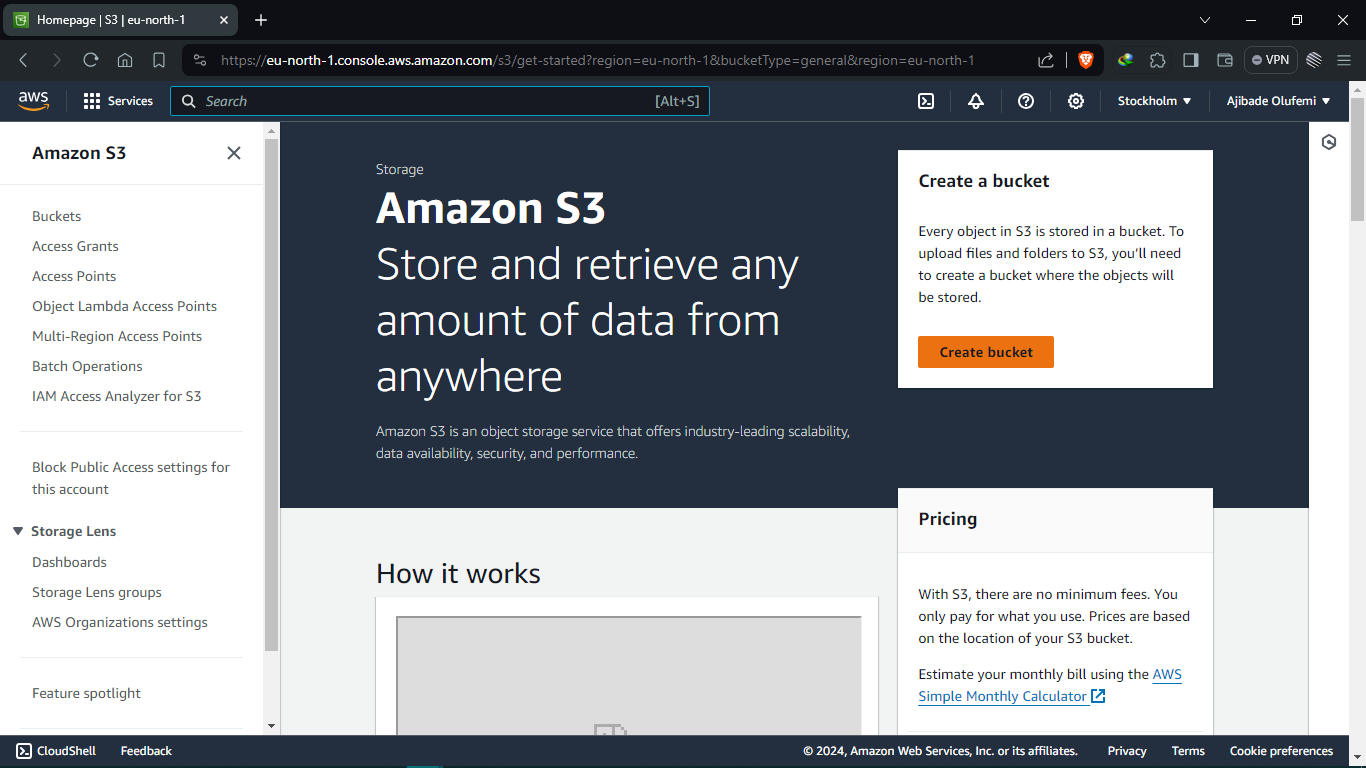 Homepage | S3 | eu-north-1
https://eu-north-1.console.aws.amazon.com/s3/get-started?region=eu-north-1&bucketType=general&region=eu-north-1
VPN
aws
Services
Search
[Alt+S]
Stockholm
Ajibade Olufemi
Amazon S3
Buckets
Access Grants
Access Points
Object Lambda Access Points
Multi-Region Access Points
Batch Operations
IAM Access Analyzer for S3
Block Public Access settings for
this account
Storage Lens
Dashboards
Storage Lens groups
AWS Organizations settings
Feature spotlight
Storage
Amazon S3
Store and retrieve any
amount of data from
anywhere
Amazon S3 is an object storage service that offers industry-leading scalability,
data availability, security, and performance.
Create a bucket
Every object in S3 is stored in a bucket. To
upload files and folders to S3, you’ll need
to create a bucket where the objects will
be stored.
Create bucket
How it works
Pricing
With S3, there are no minimum fees. You
only pay for what you use. Prices are based
on the location of your S3 bucket.
Estimate your monthly bill using the AWS
Simple Monthly Calculator
CloudShell
Feedback
© 2024, Amazon Web Services, Inc. or its affiliates.
Privacy
Terms
Cookie preferences